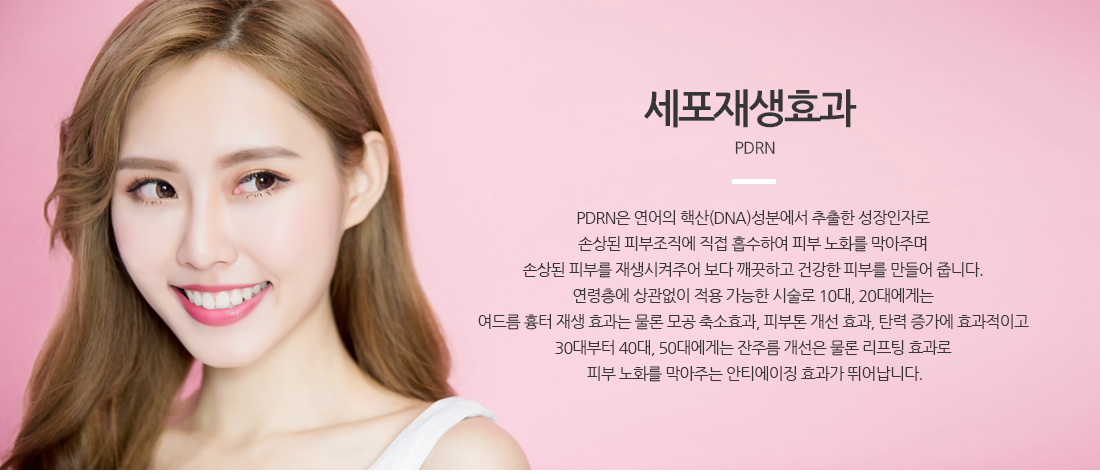 세포재생효과
PDRN
PDRN은 연어의 핵산(DNA)성분에서 추출한 성장인자로
손상된 피부조직에 직접 흡수하여 피부 노화를 막아주며
손상된 피부를 재생시켜주어 보다 깨끗하고 건강한 피부를 만들어 줍니다.
연령층에 상관없이 적용 가능한 시술로 10대, 20대에게는
여드름 흉터 재생 효과는 물론 모공 축소효과, 피부톤 개선 효과, 탄력 증가에 효과적이고
30대부터 40대, 50대에게는 잔주름 개선은 물론 리프팅 효과로
피부 노화를 막아주는 안티에이징 효과가 뛰어납니다.